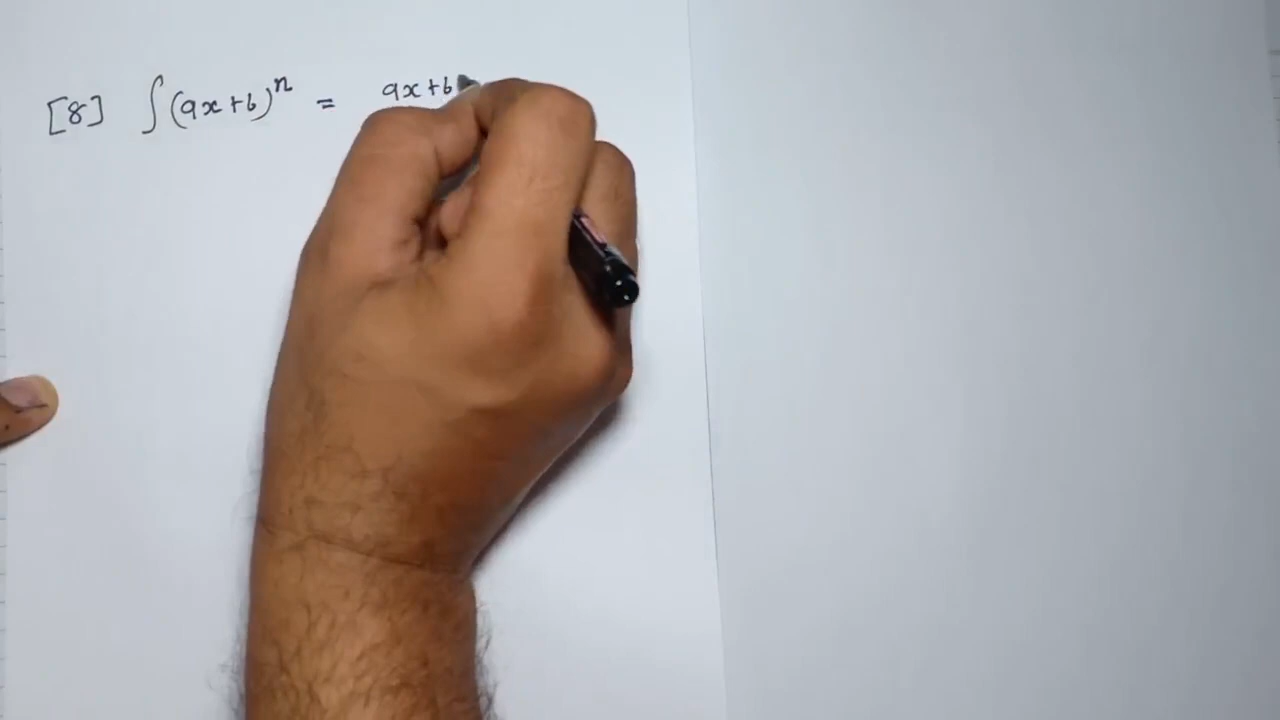 [8] ∫(ax+b)ⁿ = ax+b